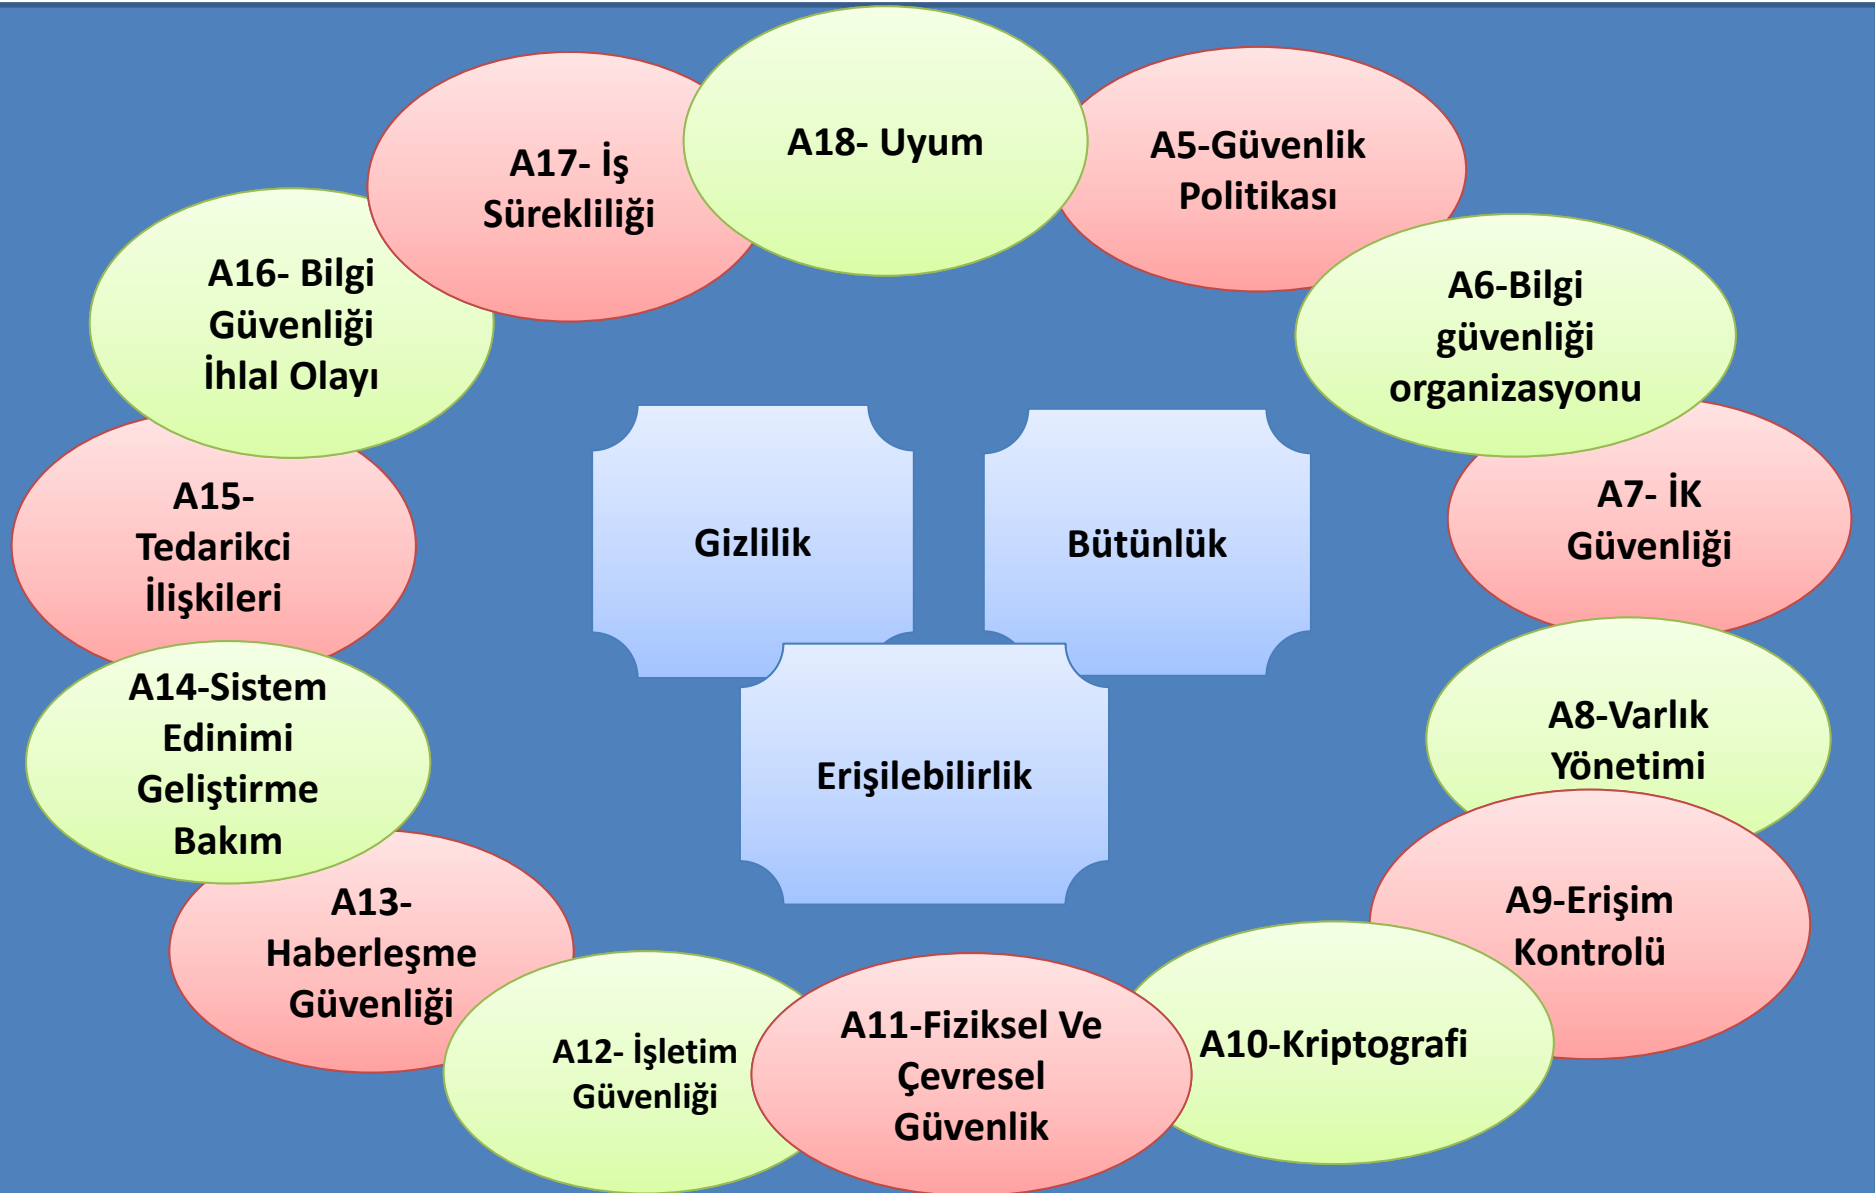 A18- Uyum
A5-Güvenlik
Politikası
A6-Bilgi
güvenliği
organizasyonu
A7- İK
Güvenliği
A8-Varlık
Yönetimi
A9-Erişim
Kontrolü
A10-Kriptografi
A11-Fiziksel Ve
Çevresel
Güvenlik
A12- İşletim
Güvenliği
A13-
Haberleşme
Güvenliği
A14-Sistem
Edinimi
Geliştirme
Bakım
A15-
Tedarikci
İlişkileri
A16- Bilgi
Güvenliği
İhlal Olayı
A17- İş
Sürekliliği
Gizlilik
Bütünlük
Erişilebilirlik